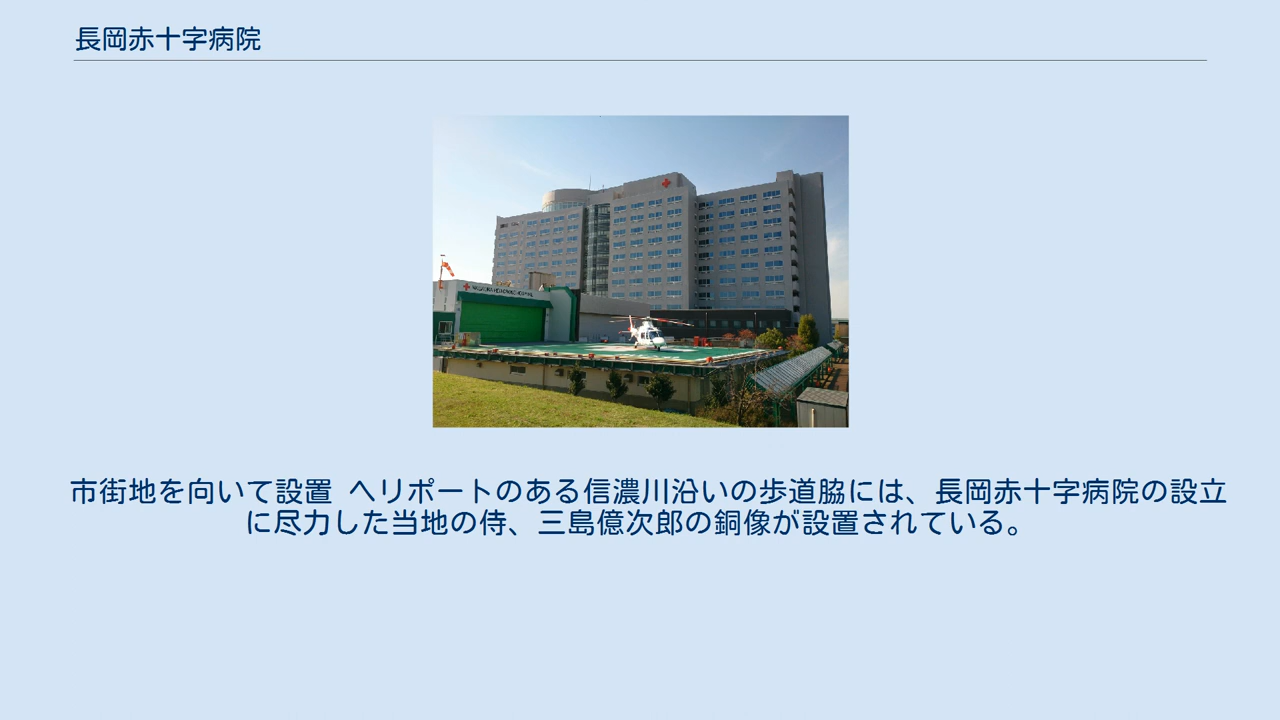 長岡赤十字病院
市街地を向いて設置 ヘリポートのある信濃川沿いの歩道脇には、長岡赤十字病院の設立
に尽力した当地の侍、三島億次郎の銅像が設置されている。